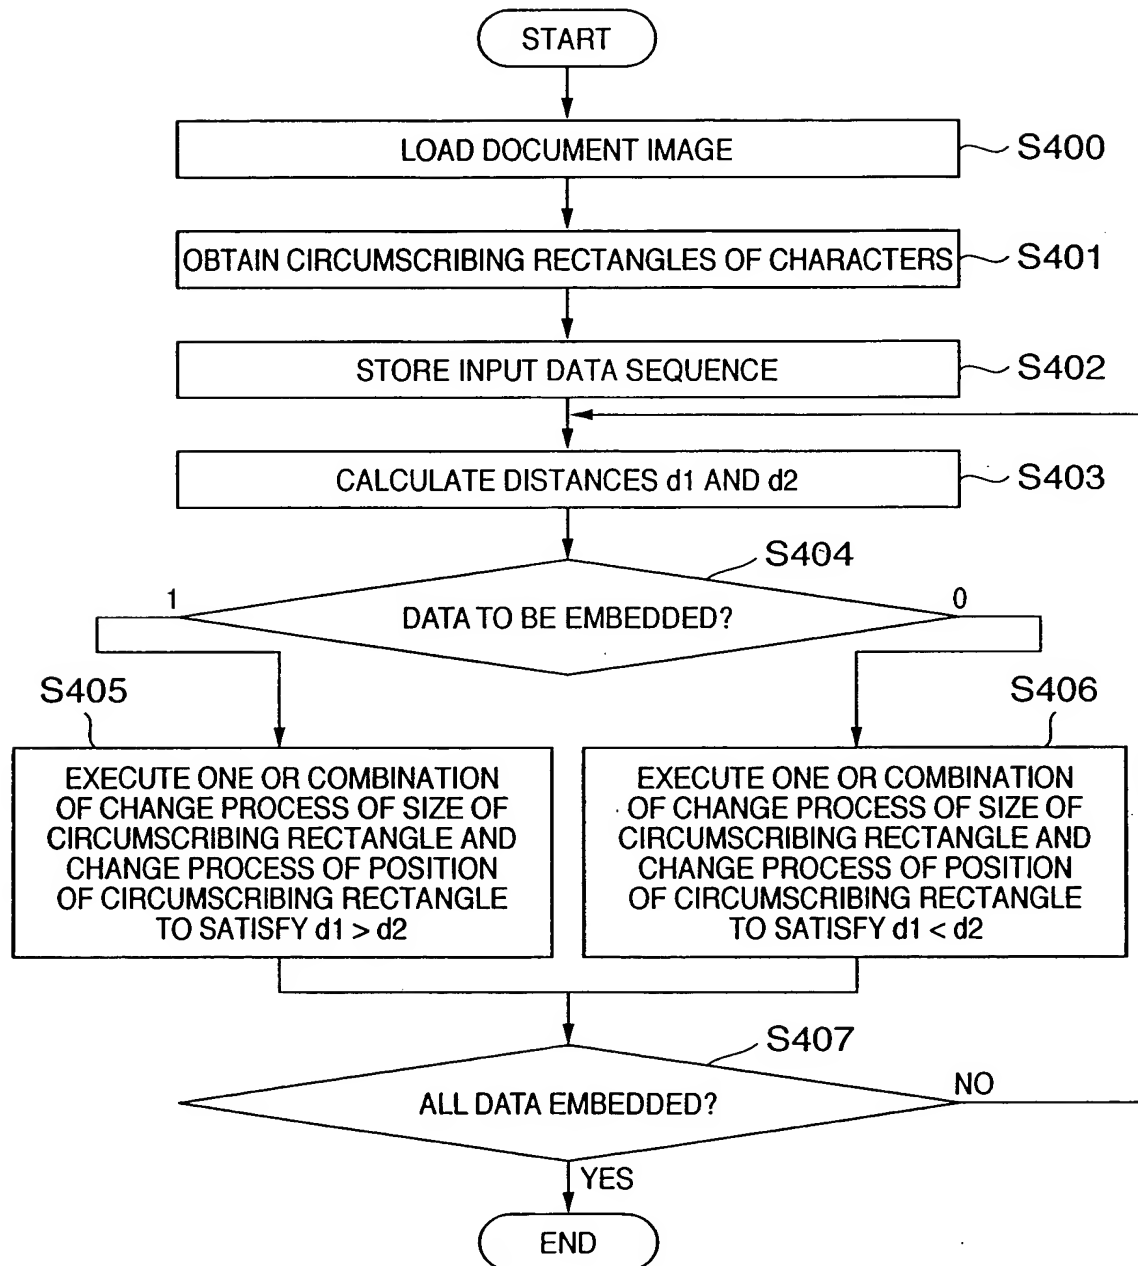 START
LOAD DOCUMENT IMAGE
S400
OBTAIN CIRCUMSCRIBING RECTANGLES OF CHARACTERS
S401
STORE INPUT DATA SEQUENCE
S402
CALCULATE DISTANCES d1 AND d2
S403
S404
1
DATA TO BE EMBEDDED?
0
S405
EXECUTE ONE OR COMBINATION
OF CHANGE PROCESS OF SIZE OF
CIRCUMSCRIBING RECTANGLE AND
CHANGE PROCESS OF POSITION
OF CIRCUMSCRIBING RECTANGLE
TO SATISFY d1 > d2
S406
EXECUTE ONE OR COMBINATION
OF CHANGE PROCESS OF SIZE OF
CIRCUMSCRIBING RECTANGLE AND
CHANGE PROCESS OF POSITION
OF CIRCUMSCRIBING RECTANGLE
TO SATISFY d1 < d2
S407
ALL DATA EMBEDDED?
NO
YES
END